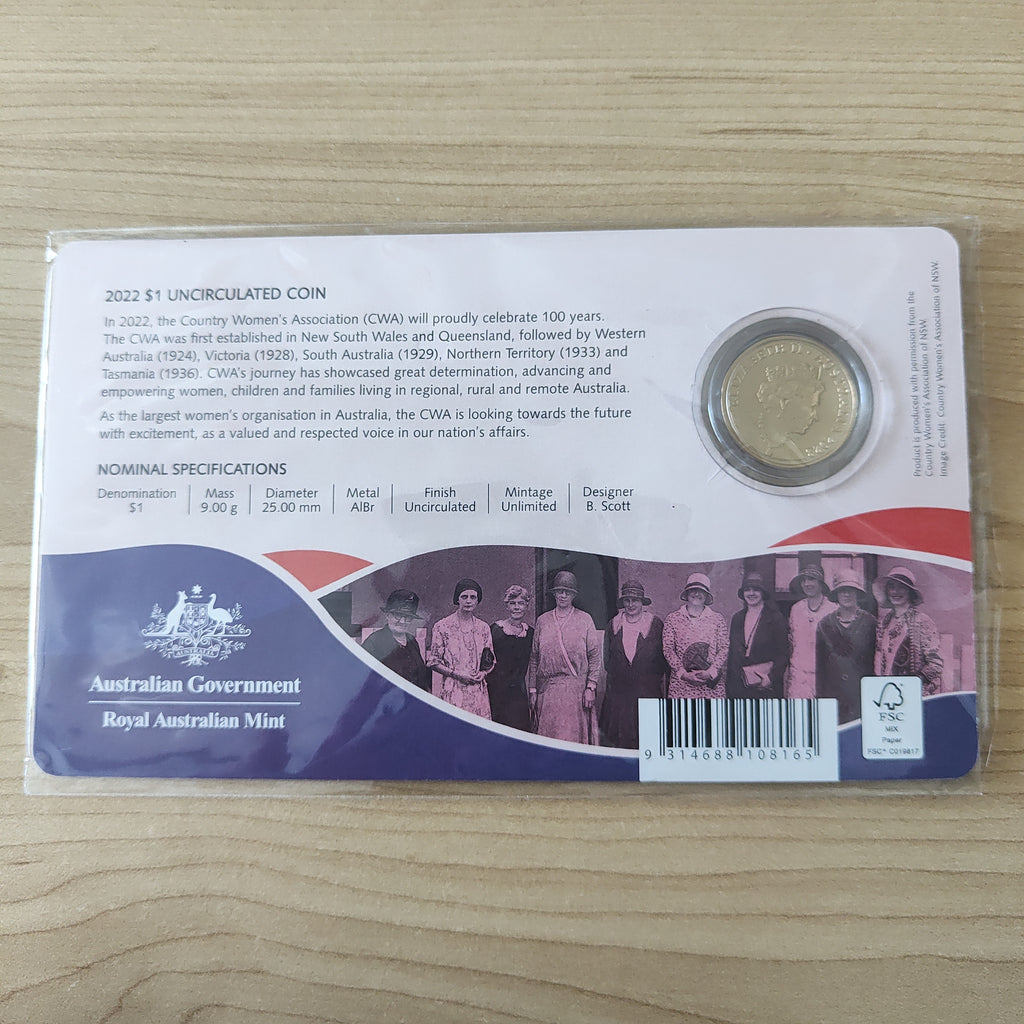 2022 $1 UNCIRCULATED COIN
In 2022, the Country Women's Association (CWA) will proudly celebrate 100 years.
The CWA was first established in New South Wales and Queensland, followed by Western
Australia (1924), Victoria (1928), South Australia (1929), Northern Territory (1933) and
Tasmania (1936). CWA's journey has showcased great determination, advancing and
empowering women, children and families living in regional, rural and remote Australia.
As the largest women's organisation in Australia, the CWA is looking towards the future
with excitement, as a valued and respected voice in our nation's affairs.
NOMINAL SPECIFICATIONS
Denomination Mass Diameter Metal Finish Mintage Designer
$1 9.00 g 25.00 mm AlBr Uncirculated Unlimited B. Scott
Product is produced with permission from the
Country Women's Association of NSW.
Image Credit: Country Women's Association of NSW.
AUSTRALIA
Australian Government
Royal Australian Mint
9 314688 108165
FSC
MIX
Paper
FSC® C019817